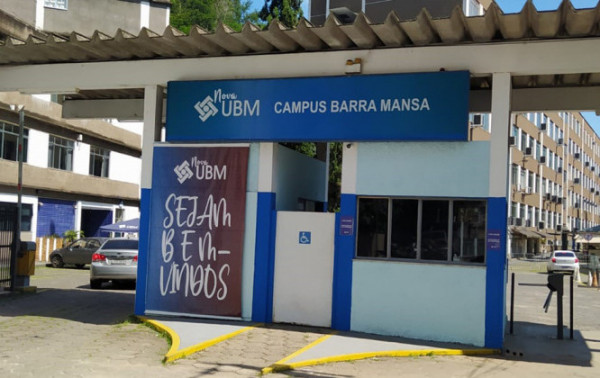 Nova
UBM CAMPUS BARRA MANSA
Nova
UBM
SEJAM
BEM-
VINDOS